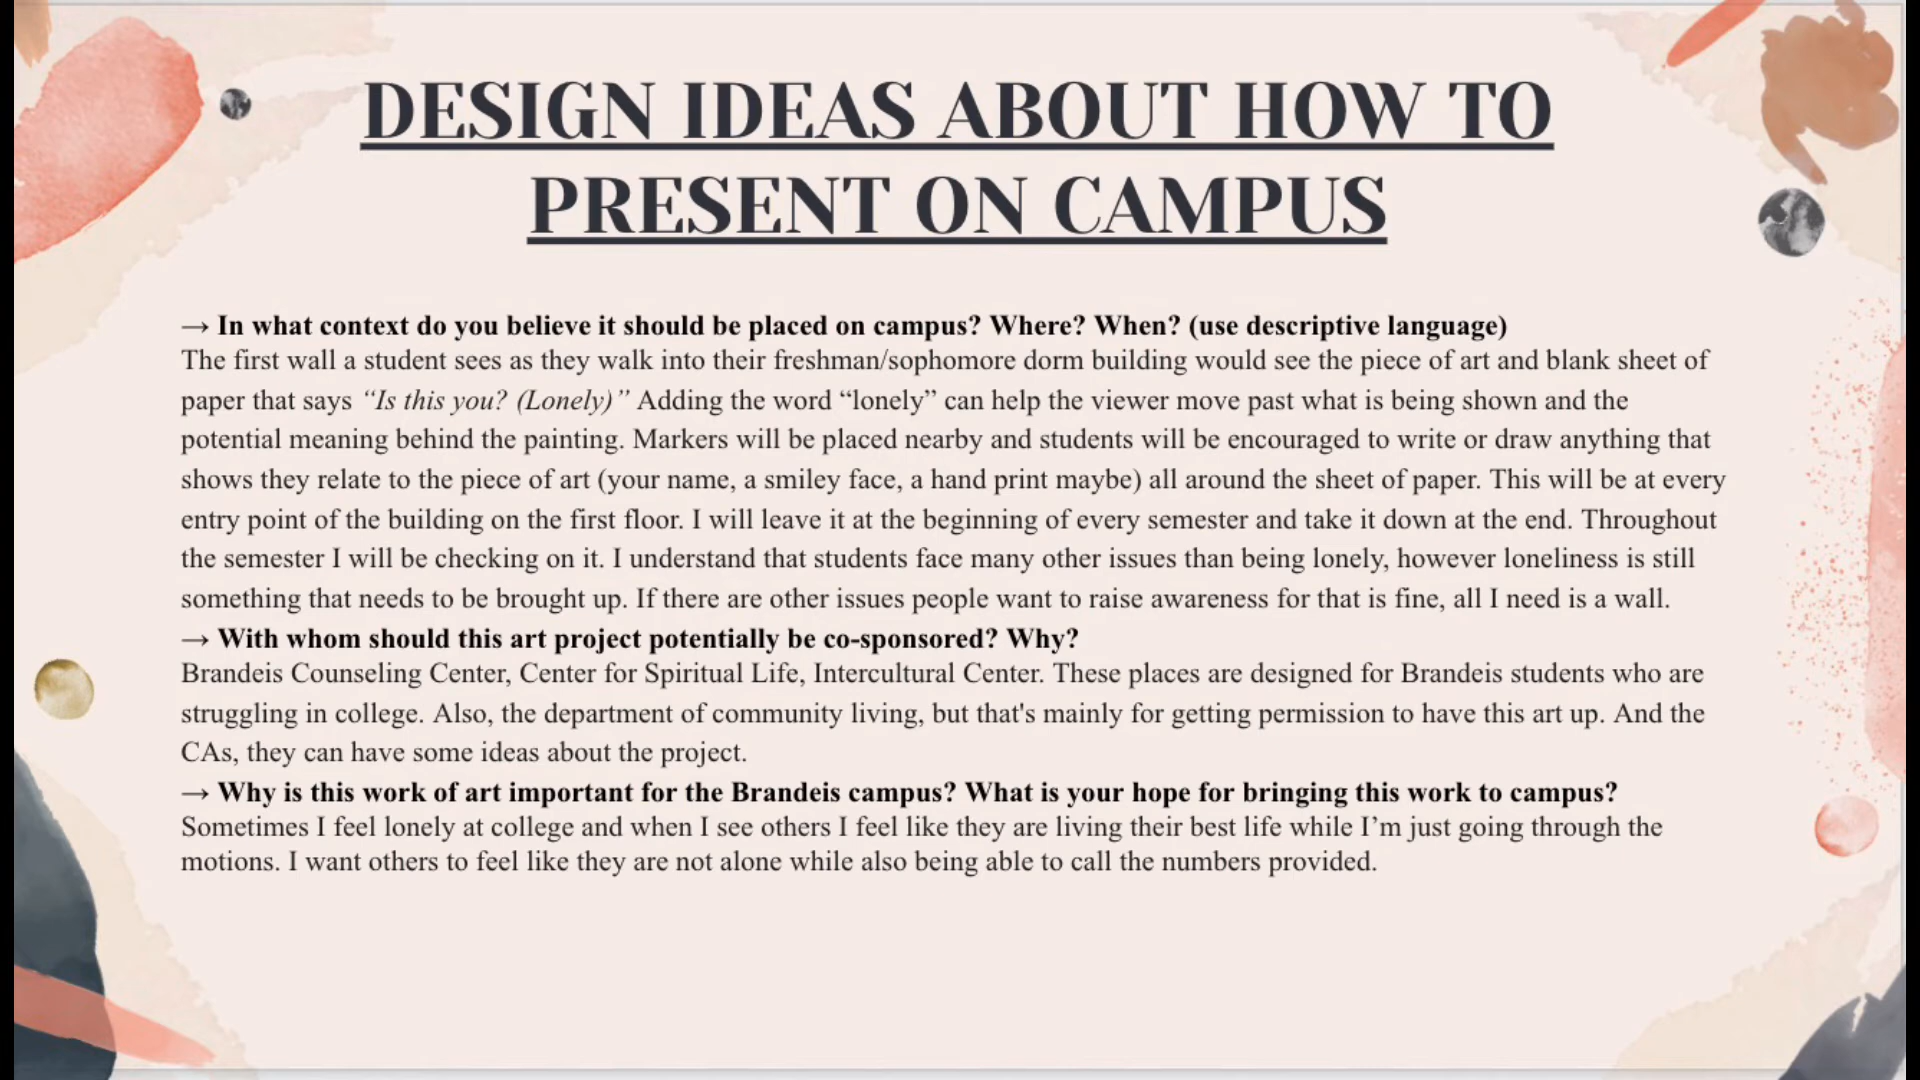 DESIGN IDEAS ABOUT HOW TO
PRESENT ON CAMPUS
→ In what context do you believe it should be placed on campus? Where? When? (use descriptive language)
The first wall a student sees as they walk into their freshman/sophomore dorm building would see the piece of art and blank sheet of
paper that says “Is this you? (Lonely)” Adding the word “lonely” can help the viewer move past what is being shown and the
potential meaning behind the painting. Markers will be placed nearby and students will be encouraged to write or draw anything that
shows they relate to the piece of art (your name, a smiley face, a hand print maybe) all around the sheet of paper. This will be at every
entry point of the building on the first floor. I will leave it at the beginning of every semester and take it down at the end. Throughout
the semester I will be checking on it. I understand that students face many other issues than being lonely, however loneliness is still
something that needs to be brought up. If there are other issues people want to raise awareness for that is fine, all I need is a wall.
→ With whom should this art project potentially be co-sponsored? Why?
Brandeis Counseling Center, Center for Spiritual Life, Intercultural Center. These places are designed for Brandeis students who are
struggling in college. Also, the department of community living, but that's mainly for getting permission to have this art up. And the
CAs, they can have some ideas about the project.
→ Why is this work of art important for the Brandeis campus? What is your hope for bringing this work to campus?
Sometimes I feel lonely at college and when I see others I feel like they are living their best life while I’m just going through the
motions. I want others to feel like they are not alone while also being able to call the numbers provided.